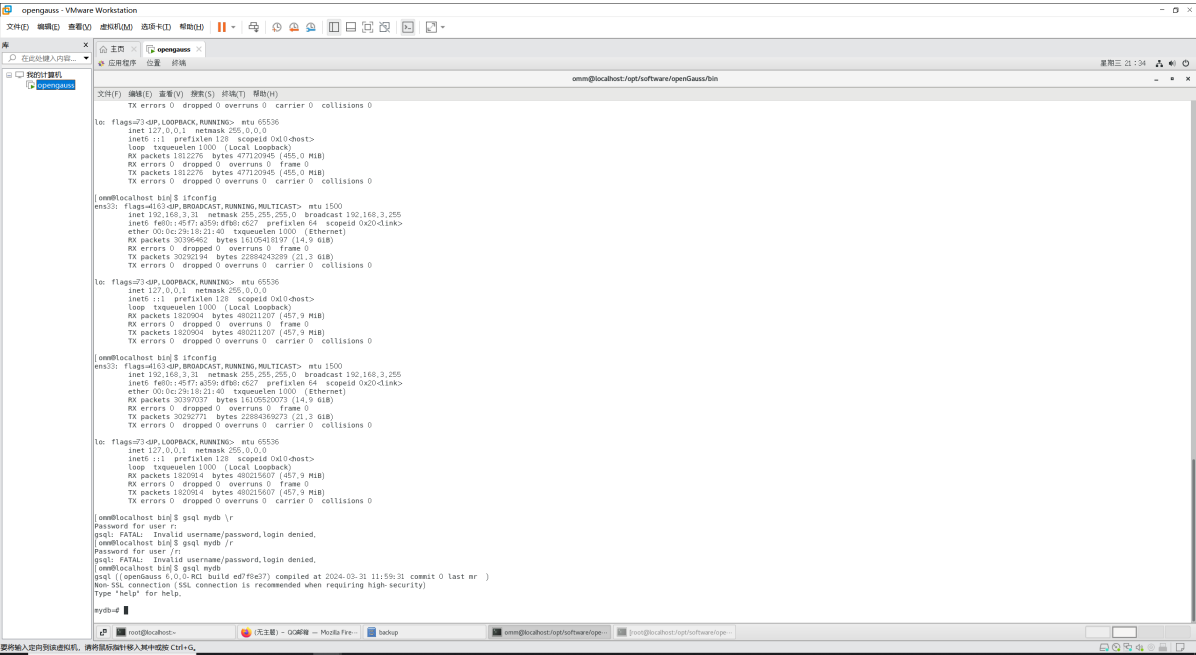 opengauss - VMware Workstation
文件(F) 编辑(E) 查看(V) 虚拟机(M) 选项卡(T) 帮助(H)
库
在此处键入内容...
我的计算机
opengauss
主页
opengauss
应用程序 位置 终端
星期三 21:34
omm@localhost:/opt/software/openGauss/bin
文件(F) 编辑(E) 查看(V) 搜索(S) 终端(T) 帮助(H)
TX errors 0 dropped 0 overruns 0 carrier 0 collisions 0
lo: flags=73<UP,LOOPBACK,RUNNING> mtu 65536
inet 127.0.0.1 netmask 255.0.0.0
inet6 ::1 prefixlen 128 scopeid 0x10<host>
loop txqueuelen 1000 (Local Loopback)
RX packets 1812276 bytes 477120945 (455.0 MiB)
RX errors 0 dropped 0 overruns 0 frame 0
TX packets 1812276 bytes 477120945 (455.0 MiB)
TX errors 0 dropped 0 overruns 0 carrier 0 collisions 0
[omm@localhost bin]$ ifconfig
ens33: flags=4163<UP,BROADCAST,RUNNING,MULTICAST> mtu 1500
inet 192.168.3.31 netmask 255.255.255.0 broadcast 192.168.3.255
inet6 fe80::45f7:a359:dfb8:c627 prefixlen 64 scopeid 0x20<link>
ether 00:0c:29:18:21:40 txqueuelen 1000 (Ethernet)
RX packets 30396462 bytes 16105418197 (14.9 GiB)
RX errors 0 dropped 0 overruns 0 frame 0
TX packets 30292194 bytes 22884243289 (21.3 GiB)
TX errors 0 dropped 0 overruns 0 carrier 0 collisions 0
lo: flags=73<UP,LOOPBACK,RUNNING> mtu 65536
inet 127.0.0.1 netmask 255.0.0.0
inet6 ::1 prefixlen 128 scopeid 0x10<host>
loop txqueuelen 1000 (Local Loopback)
RX packets 1820904 bytes 480211207 (457.9 MiB)
RX errors 0 dropped 0 overruns 0 frame 0
TX packets 1820904 bytes 480211207 (457.9 MiB)
TX errors 0 dropped 0 overruns 0 carrier 0 collisions 0
[omm@localhost bin]$ ifconfig
ens33: flags=4163<UP,BROADCAST,RUNNING,MULTICAST> mtu 1500
inet 192.168.3.31 netmask 255.255.255.0 broadcast 192.168.3.255
inet6 fe80::45f7:a359:dfb8:c627 prefixlen 64 scopeid 0x20<link>
ether 00:0c:29:18:21:40 txqueuelen 1000 (Ethernet)
RX packets 30397037 bytes 16105520073 (14.9 GiB)
RX errors 0 dropped 0 overruns 0 frame 0
TX packets 30292771 bytes 22884369273 (21.3 GiB)
TX errors 0 dropped 0 overruns 0 carrier 0 collisions 0
lo: flags=73<UP,LOOPBACK,RUNNING> mtu 65536
inet 127.0.0.1 netmask 255.0.0.0
inet6 ::1 prefixlen 128 scopeid 0x10<host>
loop txqueuelen 1000 (Local Loopback)
RX packets 1820914 bytes 480215607 (457.9 MiB)
RX errors 0 dropped 0 overruns 0 frame 0
TX packets 1820914 bytes 480215607 (457.9 MiB)
TX errors 0 dropped 0 overruns 0 carrier 0 collisions 0
[omm@localhost bin]$ gsql mydb \r
Password for user r:
gsql: FATAL: Invalid username/password,login denied.
[omm@localhost bin]$ gsql mydb /r
Password for user /r:
gsql: FATAL: Invalid username/password,login denied.
[omm@localhost bin]$ gsql mydb
gsql ((openGauss 6.0.0-RC1 build ed7f8e37) compiled at 2024-03-31 11:59:31 commit 0 last mr )
Non-SSL connection (SSL connection is recommended when requiring high-security)
Type "help" for help.
mydb=#
root@localhost:~
(无主题) - QQ邮箱 — Mozilla Fire···
backup
omm@localhost:/opt/software/ope···
[root@localhost:/opt/software/ope···
要将输入定向到该虚拟机，请将鼠标指针移入其中或按 Ctrl+G。